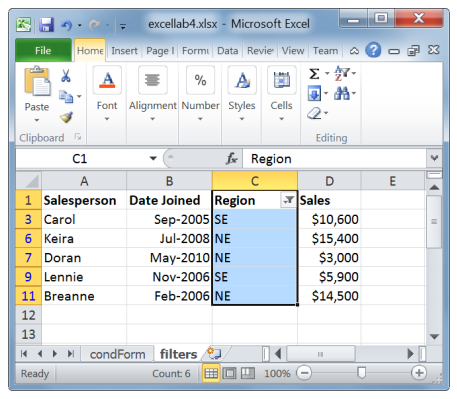 excellab4.xlsx - Microsoft Excel
File Home Insert Page l Formu Data Revie View Team
Paste Font Alignment Number Styles Cells
Clipboard Editing
C1 fx Region
A B C D E
1 Salesperson Date Joined Region Sales
3 Carol Sep-2005 SE $10,600
6 Keira Jul-2008 NE $15,400
7 Doran May-2010 NE $3,000
9 Lennie Nov-2006 SE $5,900
11 Breanne Feb-2006 NE $14,500
12
13
condForm filters
Ready Count: 6 100%